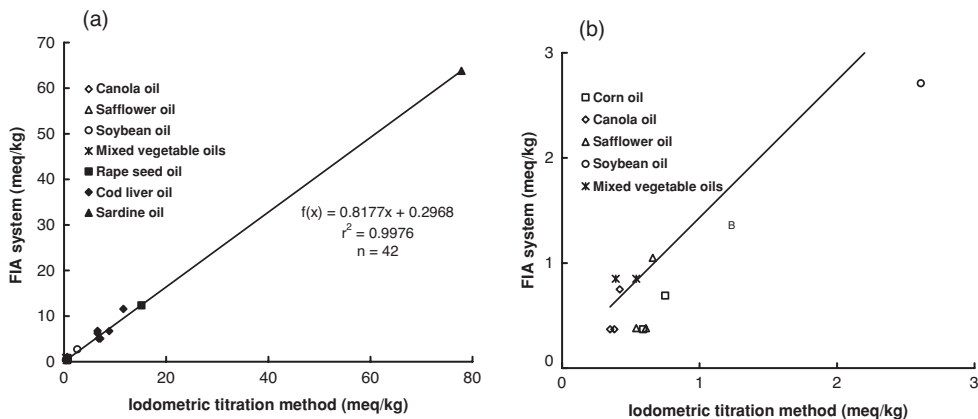 (a)
70
60
50
40
30
20
10
0
0
20
40
60
80
FIA system (meq/kg)
Iodometric titration method (meq/kg)
Canola oil
Safflower oil
Soybean oil
Mixed vegetable oils
Rape seed oil
Cod liver oil
Sardine oil
f(x) = 0.8177x + 0.2968
r² = 0.9976
n = 42
(b)
3
2
1
0
0
1
2
3
FIA system (meq/kg)
Iodometric titration method (meq/kg)
Corn oil
Canola oil
Safflower oil
Soybean oil
Mixed vegetable oils
B